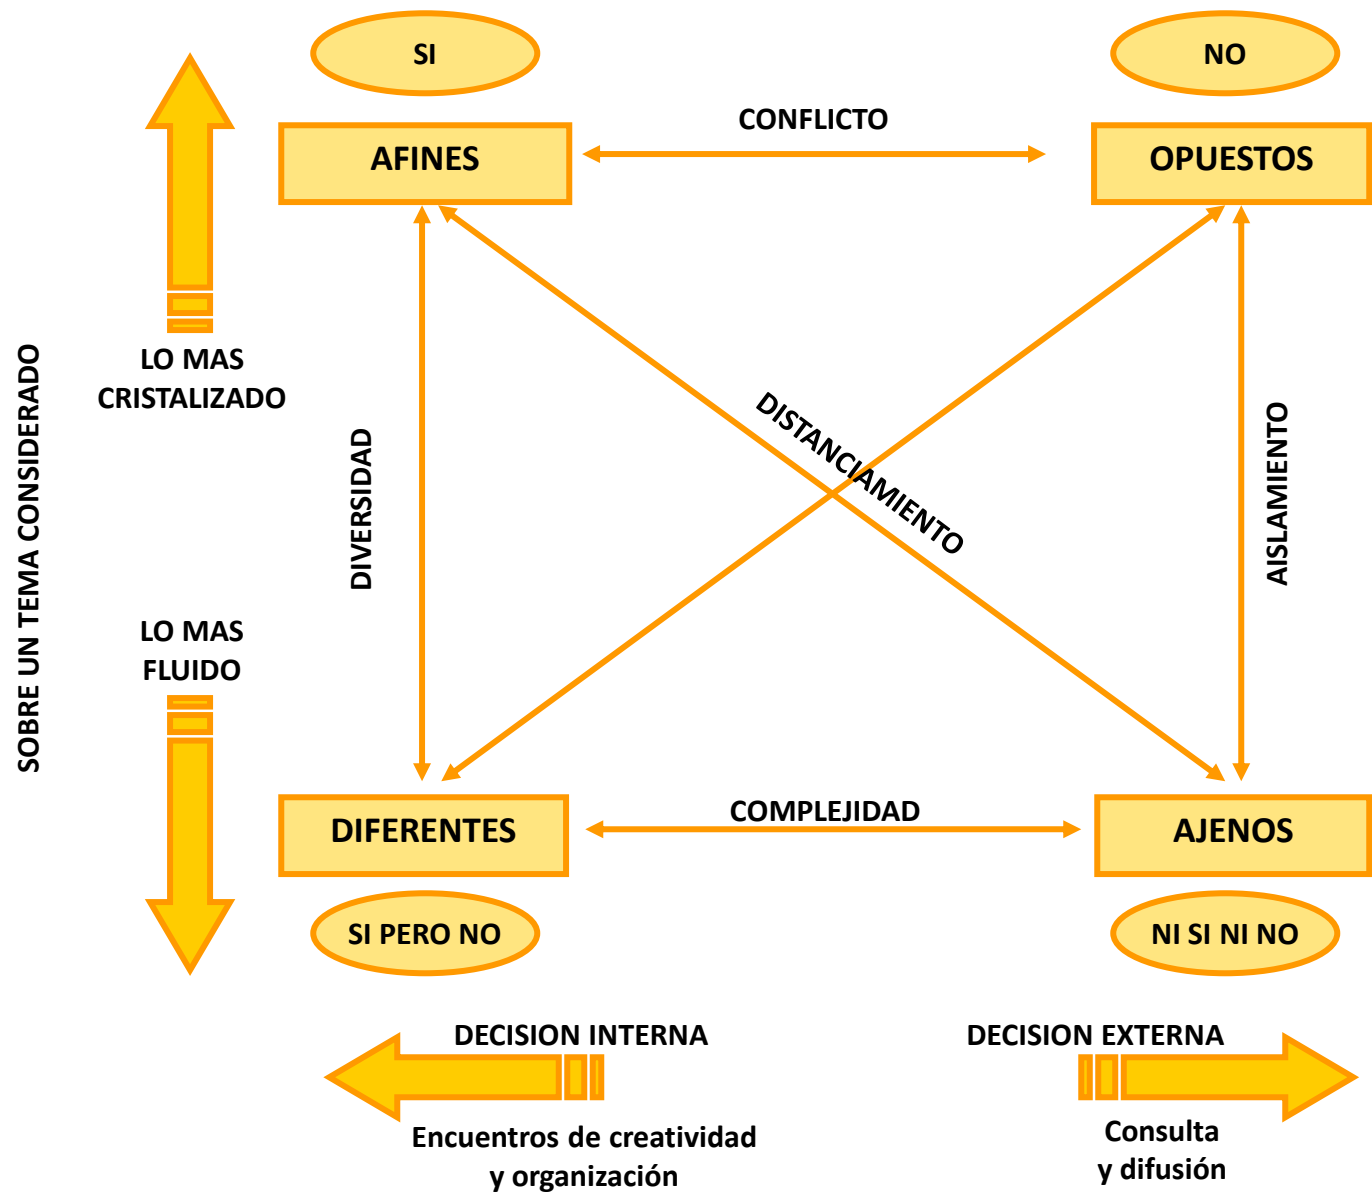 SI
NO
CONFLICTO
AFINES
OPUESTOS
LO MAS
CRISTALIZADO
SOBRE UN TEMA CONSIDERADO
DIVERSIDAD
DISTANCIAMIENTO
AISLAMIENTO
LO MAS
FLUIDO
COMPLEJIDAD
DIFERENTES
AJENOS
SI PERO NO
NI SI NI NO
DECISION INTERNA
DECISION EXTERNA
Encuentros de creatividad
y organización
Consulta
y difusión